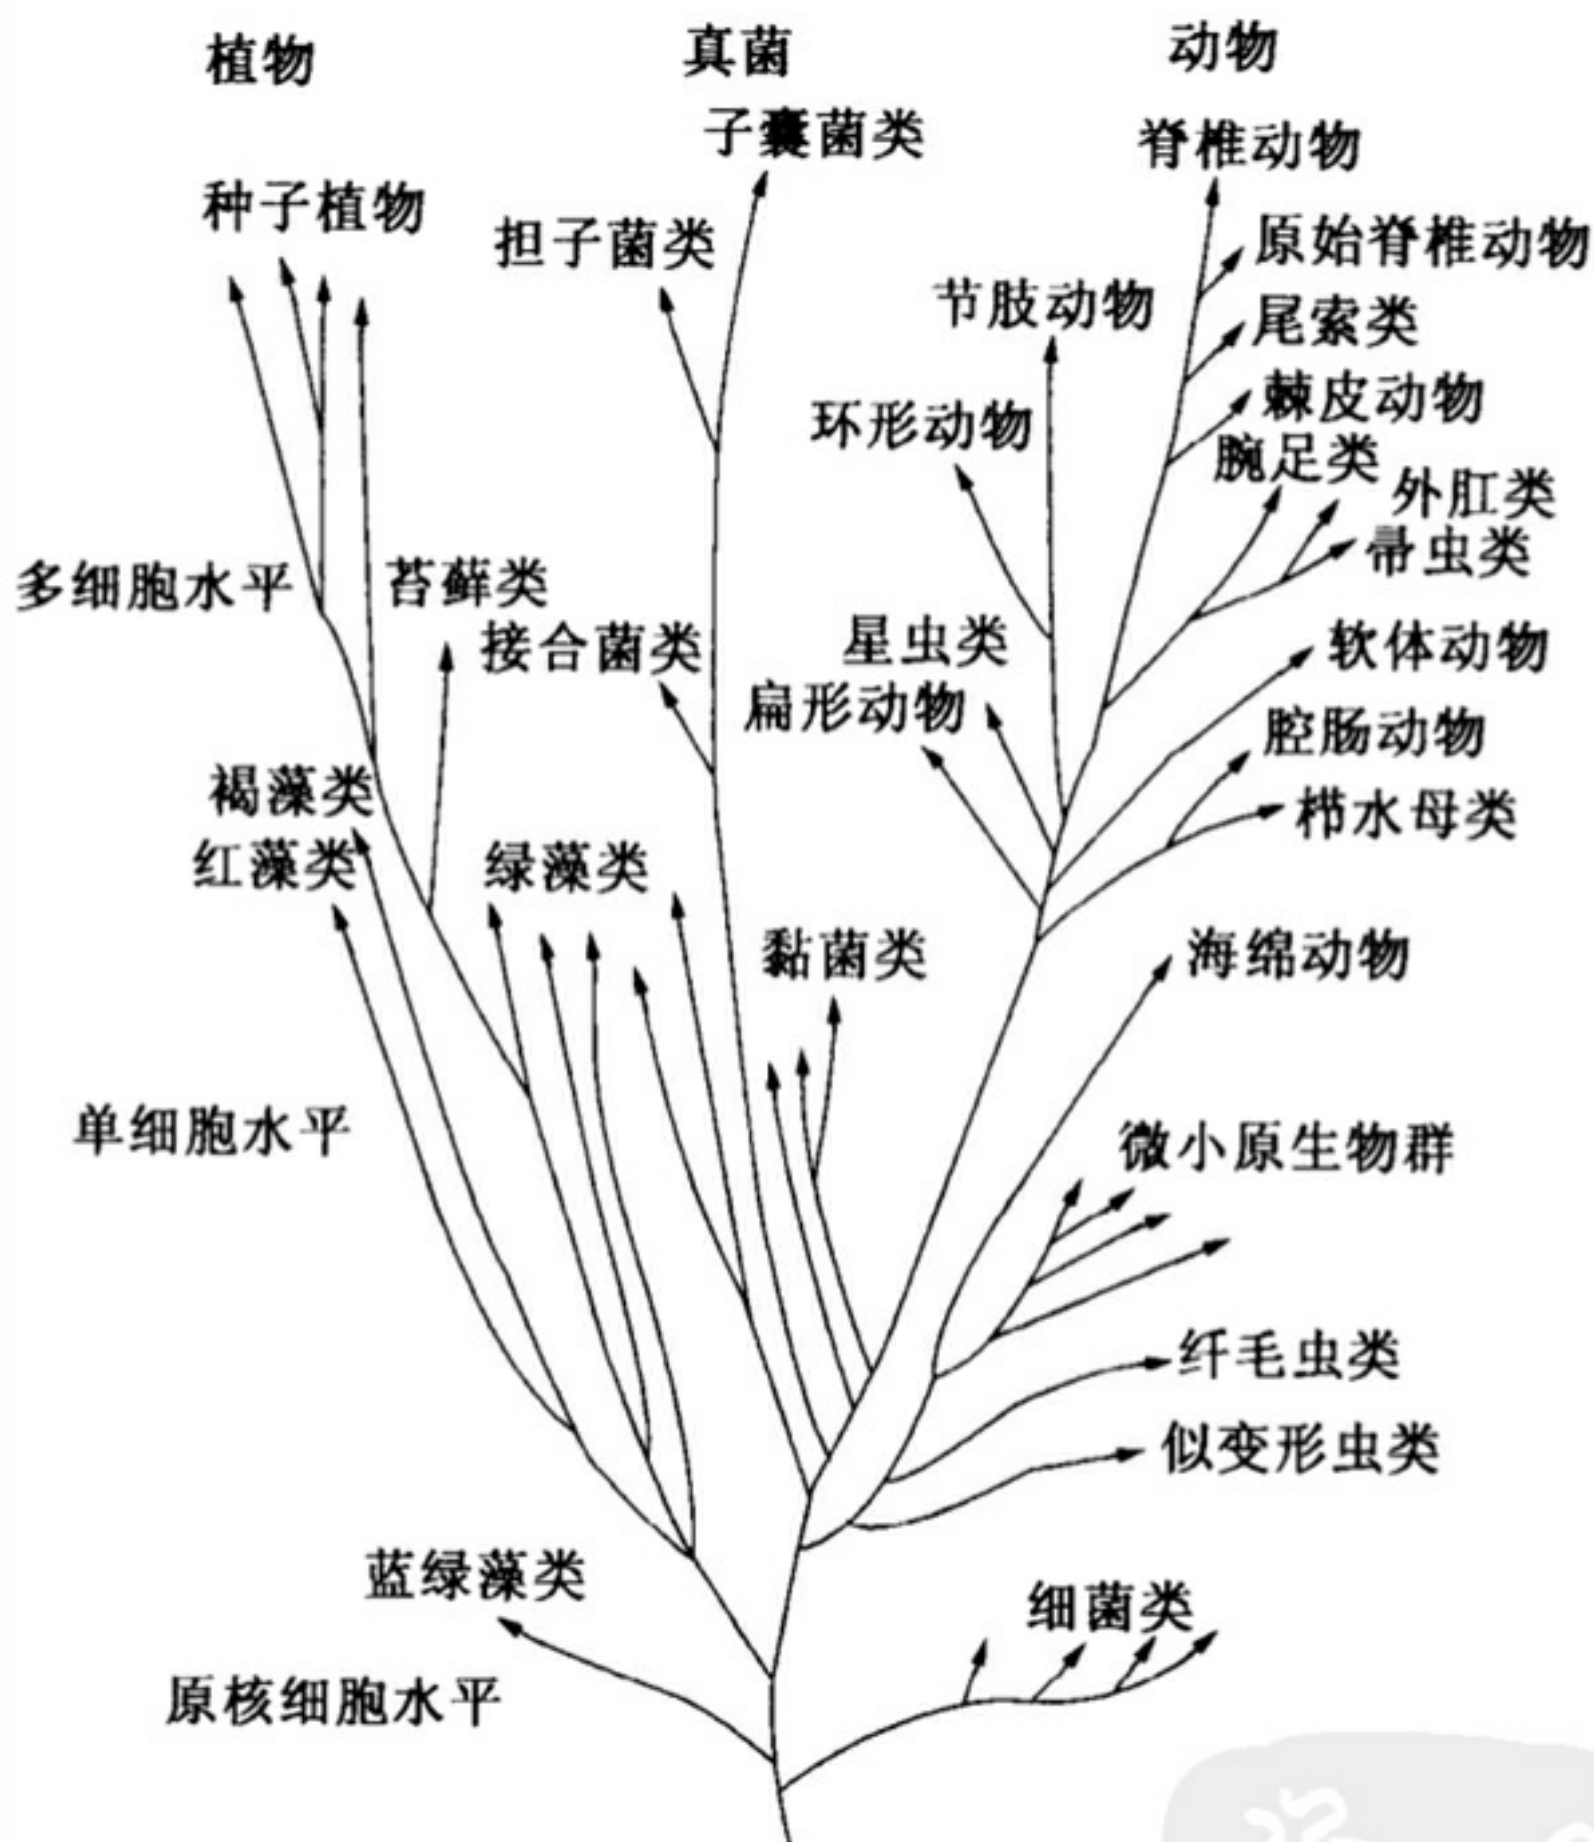 植物
真菌
动物
子囊菌类
脊椎动物
种子植物
担子菌类
原始脊椎动物
节肢动物
尾索类
棘皮动物
环形动物
腕足类
外肛类
帚虫类
多细胞水平
苔藓类
接合菌类
星虫类
软体动物
扁形动物
腔肠动物
褐藻类
栉水母类
红藻类
绿藻类
黏菌类
海绵动物
单细胞水平
微小原生物群
纤毛虫类
似变形虫类
蓝绿藻类
细菌类
原核细胞水平